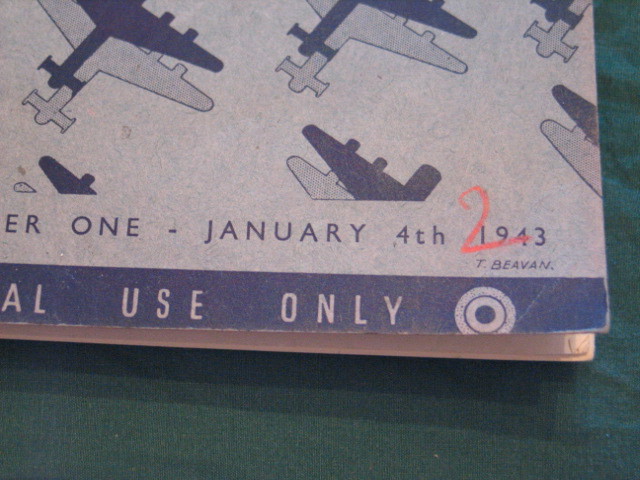 ER ONE - JANUARY 4th 1943
2
T. BEAVAN.
AL USE ONLY